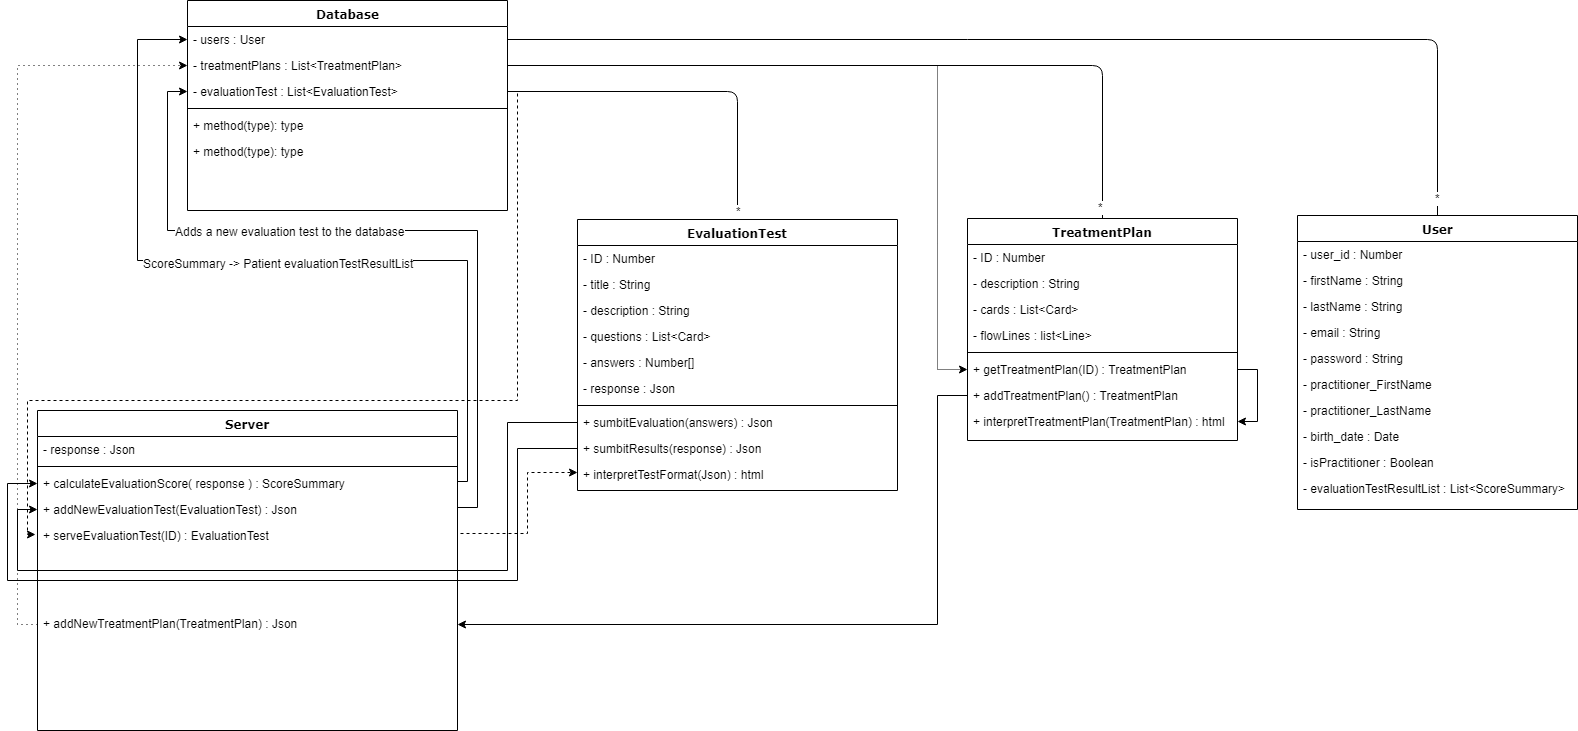 Database
- users : User
- treatmentPlans : List<TreatmentPlan>
- evaluationTest : List<EvaluationTest>
+ method(type): type
+ method(type): type
Adds a new evaluation test to the database
ScoreSummary -> Patient evaluationTestResultList
*
EvaluationTest
- ID : Number
- title : String
- description : String
- questions : List<Card>
- answers : Number[]
- response : Json
+ sumbitEvaluation(answers) : Json
+ sumbitResults(response) : Json
+ interpretTestFormat(Json) : html
*
TreatmentPlan
- ID : Number
- description : String
- cards : List<Card>
- flowLines : list<Line>
+ getTreatmentPlan(ID) : TreatmentPlan
+ addTreatmentPlan() : TreatmentPlan
+ interpretTreatmentPlan(TreatmentPlan) : html
*
User
- user_id : Number
- firstName : String
- lastName : String
- email : String
- password : String
- practitioner_FirstName
- practitioner_LastName
- birth_date : Date
- isPractitioner : Boolean
- evaluationTestResultList : List<ScoreSummary>
Server
- response : Json
+ calculateEvaluationScore( response ) : ScoreSummary
+ addNewEvaluationTest(EvaluationTest) : Json
+ serveEvaluationTest(ID) : EvaluationTest
+ addNewTreatmentPlan(TreatmentPlan) : Json